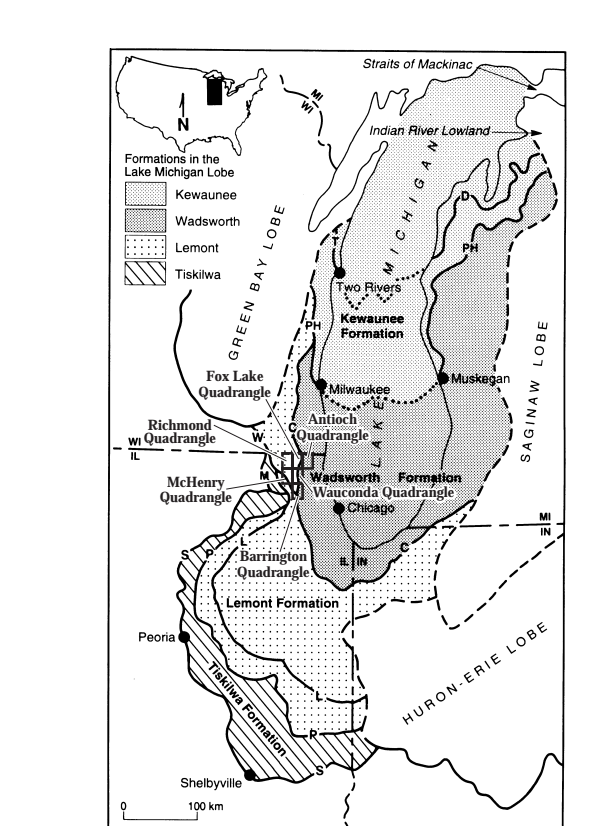 Straits of Mackinac
MI
WI
N
Indian River Lowland
Formations in the
Lake Michigan Lobe
Kewaunee
Wadsworth
Lemont
Tiskilwa
MICHIGAN
D
GREEN BAY LOBE
T
PH
Two Rivers
PH
Kewaunee
Formation
SAGINAW LOBE
Fox Lake
Quadrangle
Milwaukee
Muskegan
LAKE
Richmond
Quadrangle
C
Antioch
Quadrangle
W
WI
IL
M
McHenry
Quadrangle
Wadsworth Formation
Wauconda Quadrangle
Chicago
MI
IN
L
C
S
P
Barrington
Quadrangle
IL
IN
Lemont Formation
Peoria
HURON-ERIE LOBE
Tiskilwa Formation
L
P
S
Shelbyville
0 100 km